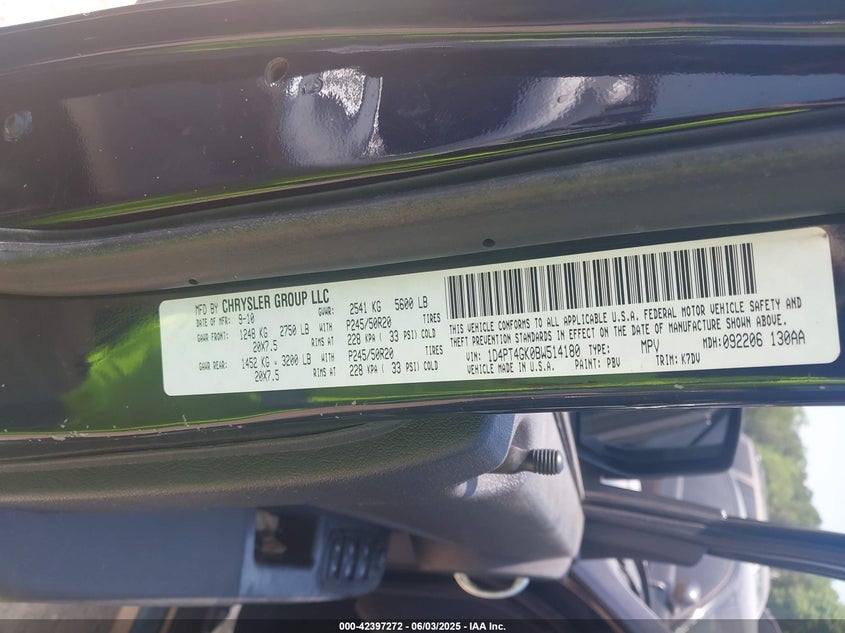 MFD BY CHRYSLER GROUP LLC
DATE OF MFR: 9-10 GVWR: 2541 KG 5600 LB
GAWR FRONT: 1248 KG 2750 LB WITH P245/50R20 TIRES
20X7.5 RIMS AT 228 KPA ( 33 PSI) COLD
GAWR REAR: 1452 KG 3200 LB WITH P245/50R20 TIRES
20X7.5 RIMS AT 228 KPA ( 33 PSI) COLD
THIS VEHICLE CONFORMS TO ALL APPLICABLE U.S.A. FEDERAL MOTOR VEHICLE SAFETY AND
THEFT PREVENTION STANDARDS IN EFFECT ON THE DATE OF MANUFACTURE SHOWN ABOVE.
VIN: 1D4PT4GK0BW514180 TYPE: MPV MDH: 092206 130AA
VEHICLE MADE IN U.S.A. PAINT: PBV TRIM: K7DV
000-42397272 - 06/03/2025 - IAA Inc.